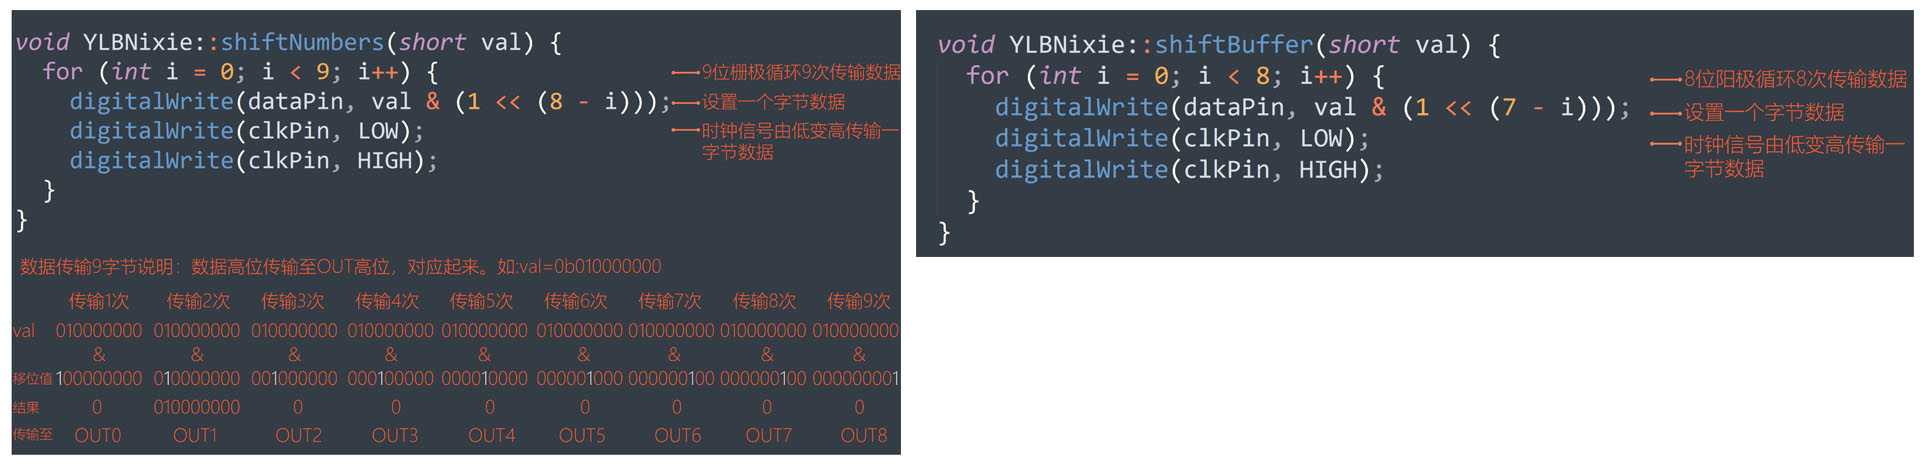 void YLBNixie::shiftNumbers(short val) {
for (int i = 0; i < 9; i++) {
9位栅极循环9次传输数据
digitalWrite(dataPin, val & (1 << (8 - i)));
设置一个字节数据
digitalWrite(clkPin, LOW);
时钟信号由低变高传输一
字节数据
digitalWrite(clkPin, HIGH);
}
}
数据传输9字节说明：数据高位传输至OUT高位，对应起来。如:val=0b010000000
传输1次 传输2次 传输3次 传输4次 传输5次 传输6次 传输7次 传输8次 传输9次
val 010000000 010000000 010000000 010000000 010000000 010000000 010000000 010000000 010000000
& & & & & & & & &
移位值 100000000 010000000 001000000 000100000 000010000 000001000 000000100 000000100 000000001
结果 0 010000000 0 0 0 0 0 0 0
传输至 OUT0 OUT1 OUT2 OUT3 OUT4 OUT5 OUT6 OUT7 OUT8
void YLBNixie::shiftBuffer(short val) {
for (int i = 0; i < 8; i++) {
8位阳极循环8次传输数据
digitalWrite(dataPin, val & (1 << (7 - i)));
设置一个字节数据
digitalWrite(clkPin, LOW);
时钟信号由低变高传输一
字节数据
digitalWrite(clkPin, HIGH);
}
}